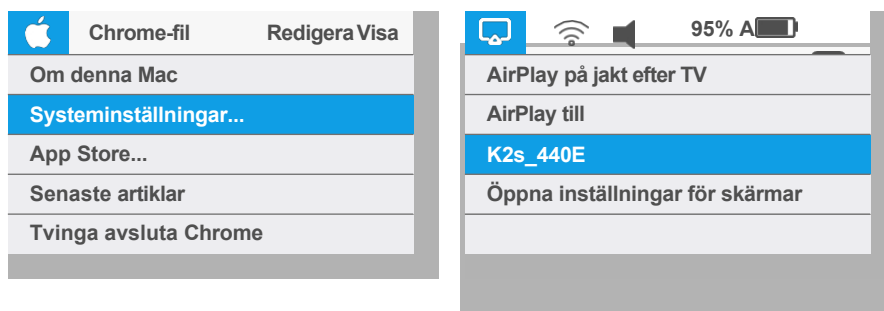 Chrome-fil Redigera Visa
Om denna Mac
Systeminställningar...
App Store...
Senaste artiklar
Tvinga avsluta Chrome
95% A
AirPlay på jakt efter TV
AirPlay till
K2s_440E
Öppna inställningar för skärmar